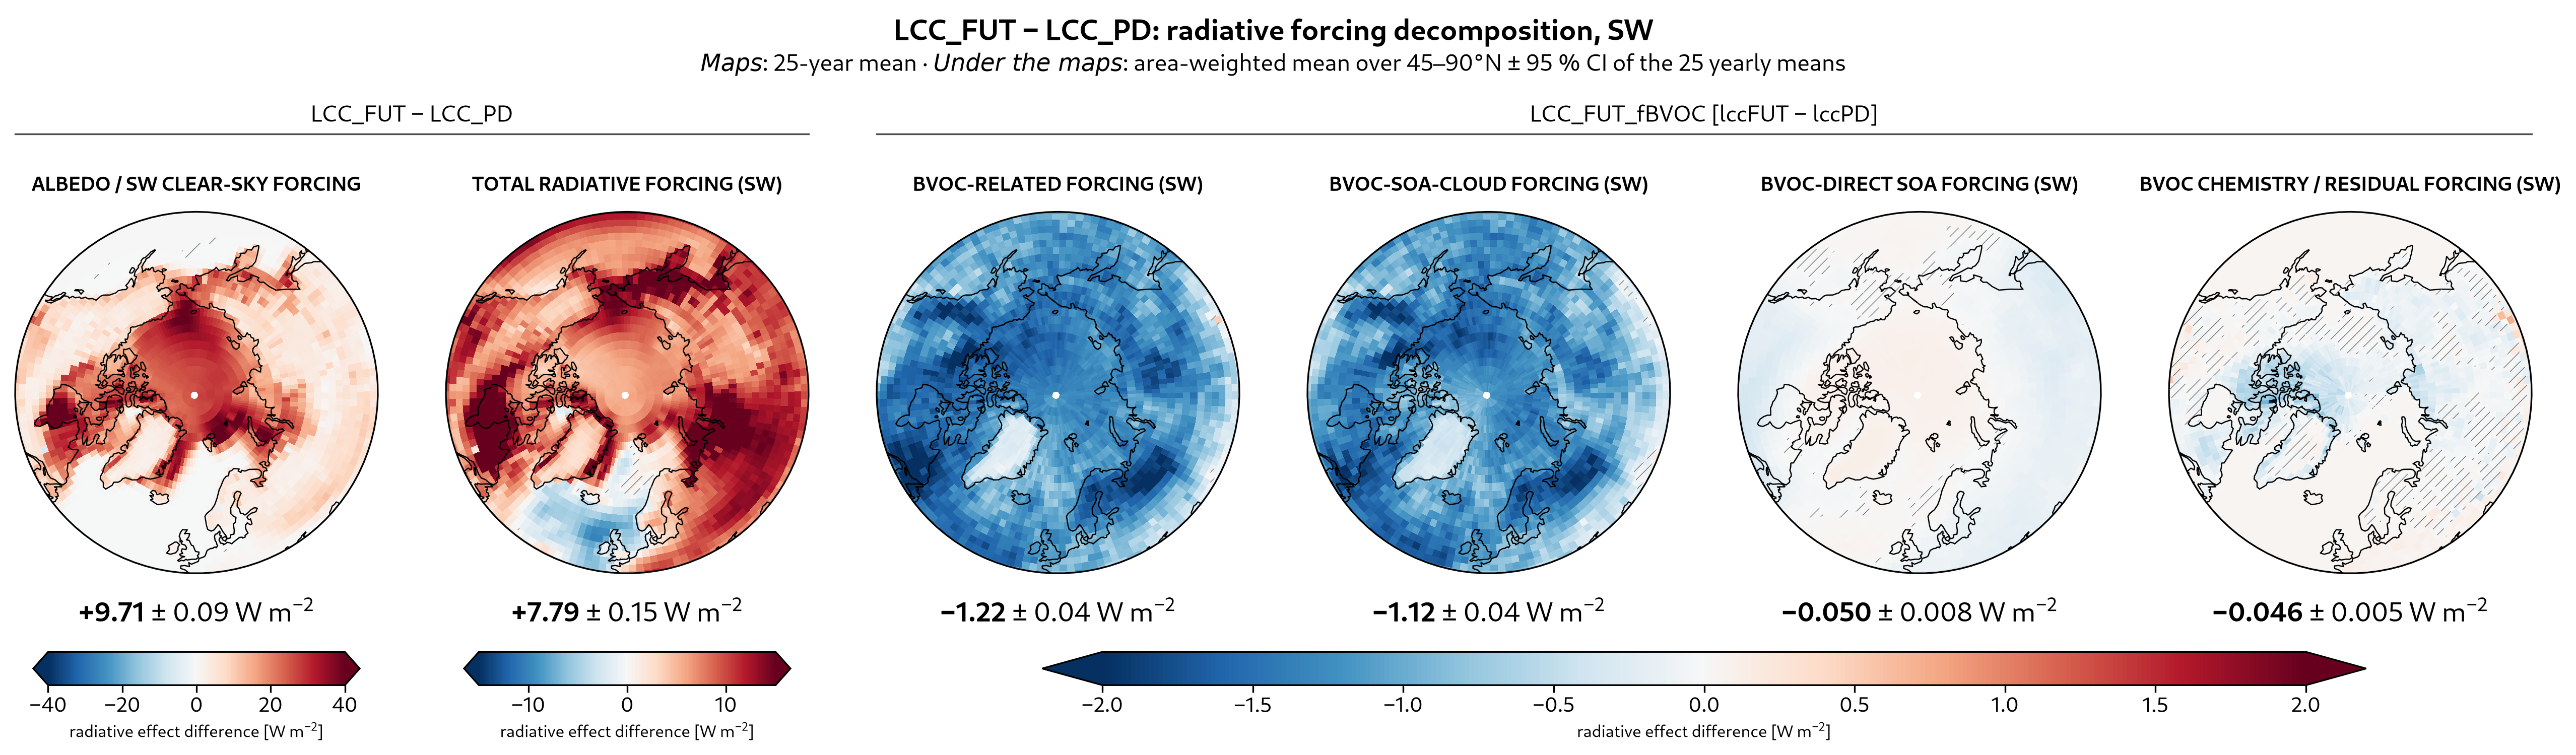 LCC_FUT − LCC_PD: radiative forcing decomposition, SW
Maps: 25-year mean · Under the maps: area-weighted mean over 45–90°N ± 95 % CI of the 25 yearly means
LCC_FUT − LCC_PD
LCC_FUT_fBVOC [lccFUT − lccPD]
ALBEDO / SW CLEAR-SKY FORCING
TOTAL RADIATIVE FORCING (SW)
BVOC-RELATED FORCING (SW)
BVOC-SOA-CLOUD FORCING (SW)
BVOC-DIRECT SOA FORCING (SW)
BVOC CHEMISTRY / RESIDUAL FORCING (SW)
+9.71 ± 0.09 W m⁻²
+7.79 ± 0.15 W m⁻²
−1.22 ± 0.04 W m⁻²
−1.12 ± 0.04 W m⁻²
−0.050 ± 0.008 W m⁻²
−0.046 ± 0.005 W m⁻²
−40 −20 0 20 40
radiative effect difference [W m⁻²]
−10 0 10
radiative effect difference [W m⁻²]
−2.0 −1.5 −1.0 −0.5 0.0 0.5 1.0 1.5 2.0
radiative effect difference [W m⁻²]